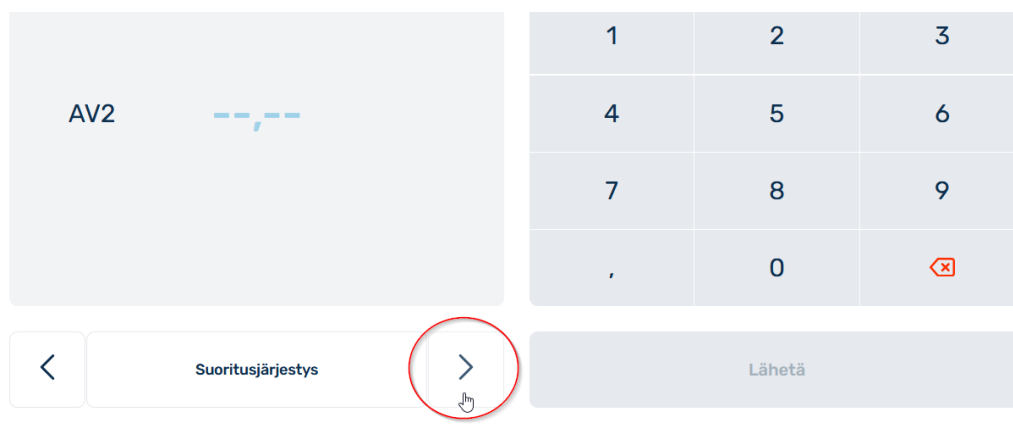 AV2 --,--
1 2 3
4 5 6
7 8 9
, 0
Suoritusjärjestys
Lähetä